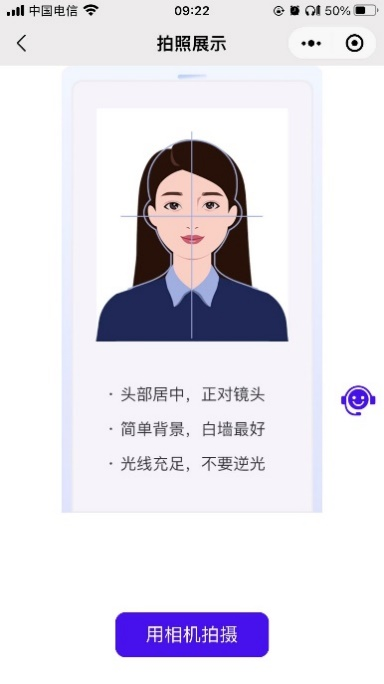 中国电信 09:22 50%
拍照展示
· 头部居中，正对镜头
· 简单背景，白墙最好
· 光线充足，不要逆光
用相机拍摄